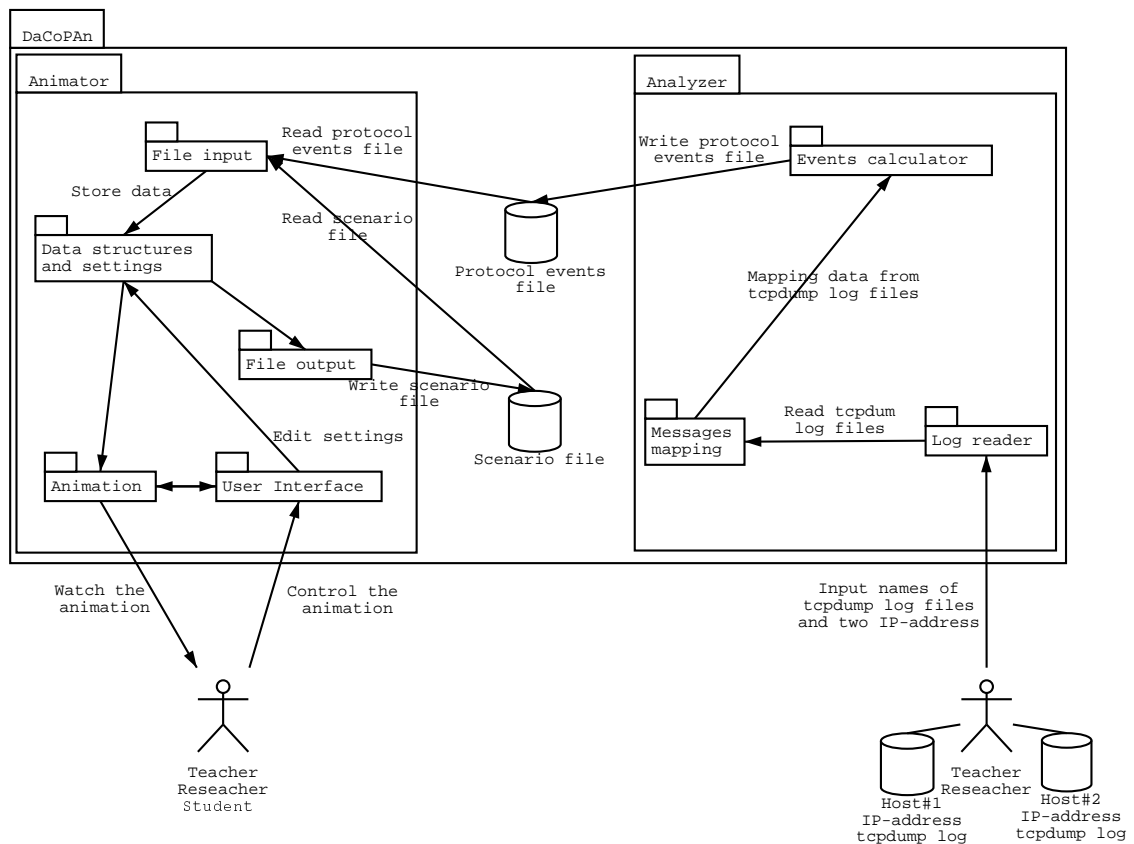 DaCoPAn
Animator
Analyzer
File input
Read protocol
events file
Write protocol
events file
Events calculator
Store data
Read scenario
file
Data structures
and settings
Protocol events
file
Mapping data from
tcpdump log files
File output
Write scenario
file
Edit settings
Scenario file
Messages
mapping
Read tcpdum
log files
Log reader
Animation
User Interface
Watch the
animation
Control the
animation
Input names of
tcpdump log files
and two IP-address
Teacher
Reseacher
Student
Teacher
Reseacher
Host#1
IP-address
tcpdump log
Host#2
IP-address
tcpdump log